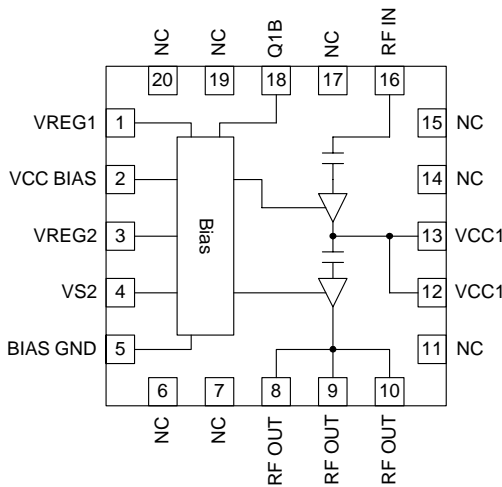 NC
NC
Q1B
NC
RF IN
20
19
18
17
16
VREG1
1
15
NC
VCC BIAS
2
14
NC
VREG2
3
Bias
13
VCC1
VS2
4
12
VCC1
BIAS GND
5
11
NC
6
7
8
9
10
NC
NC
RF OUT
RF OUT
RF OUT